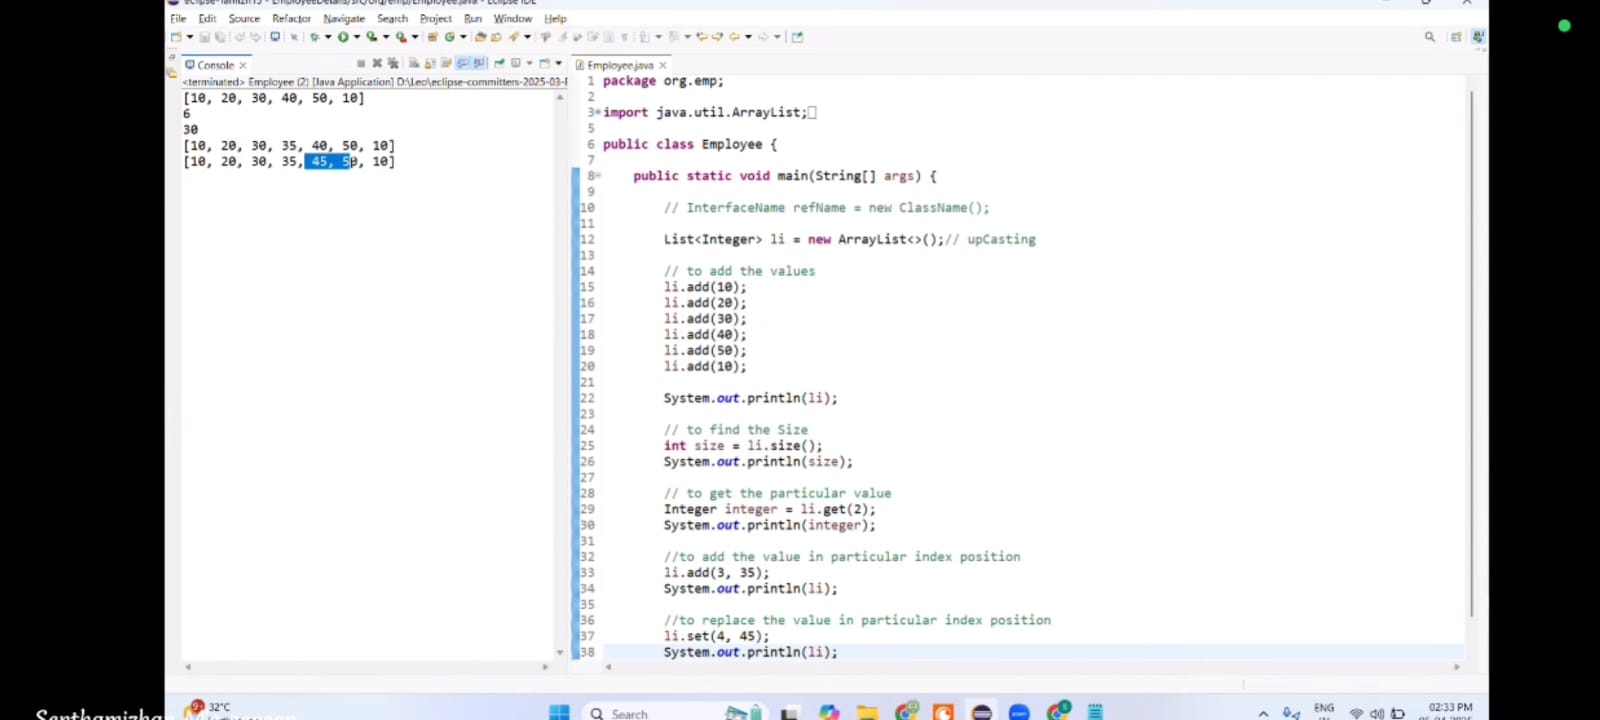 File Edit Source Refactor Navigate Search Project Run Window Help
Console
<terminated> Employee (2) [Java Application] D:\Leo\eclipse-committers-2025-03-
[10, 20, 30, 40, 50, 10]
6
30
[10, 20, 30, 35, 40, 50, 10]
[10, 20, 30, 35, 45, 50, 10]
Employee.java
1 package org.emp;
2
3 import java.util.ArrayList;
5
6 public class Employee {
7
8 public static void main(String[] args) {
9
10 // InterfaceName refName = new ClassName();
11
12 List<Integer> li = new ArrayList<>();// upCasting
13
14 // to add the values
15 li.add(10);
16 li.add(20);
17 li.add(30);
18 li.add(40);
19 li.add(50);
20 li.add(10);
21
22 System.out.println(li);
23
24 // to find the Size
25 int size = li.size();
26 System.out.println(size);
27
28 // to get the particular value
29 Integer integer = li.get(2);
30 System.out.println(integer);
31
32 //to add the value in particular index position
33 li.add(3, 35);
34 System.out.println(li);
35
36 //to replace the value in particular index position
37 li.set(4, 45);
38 System.out.println(li);
32°C
Search
ENG
02:33 PM